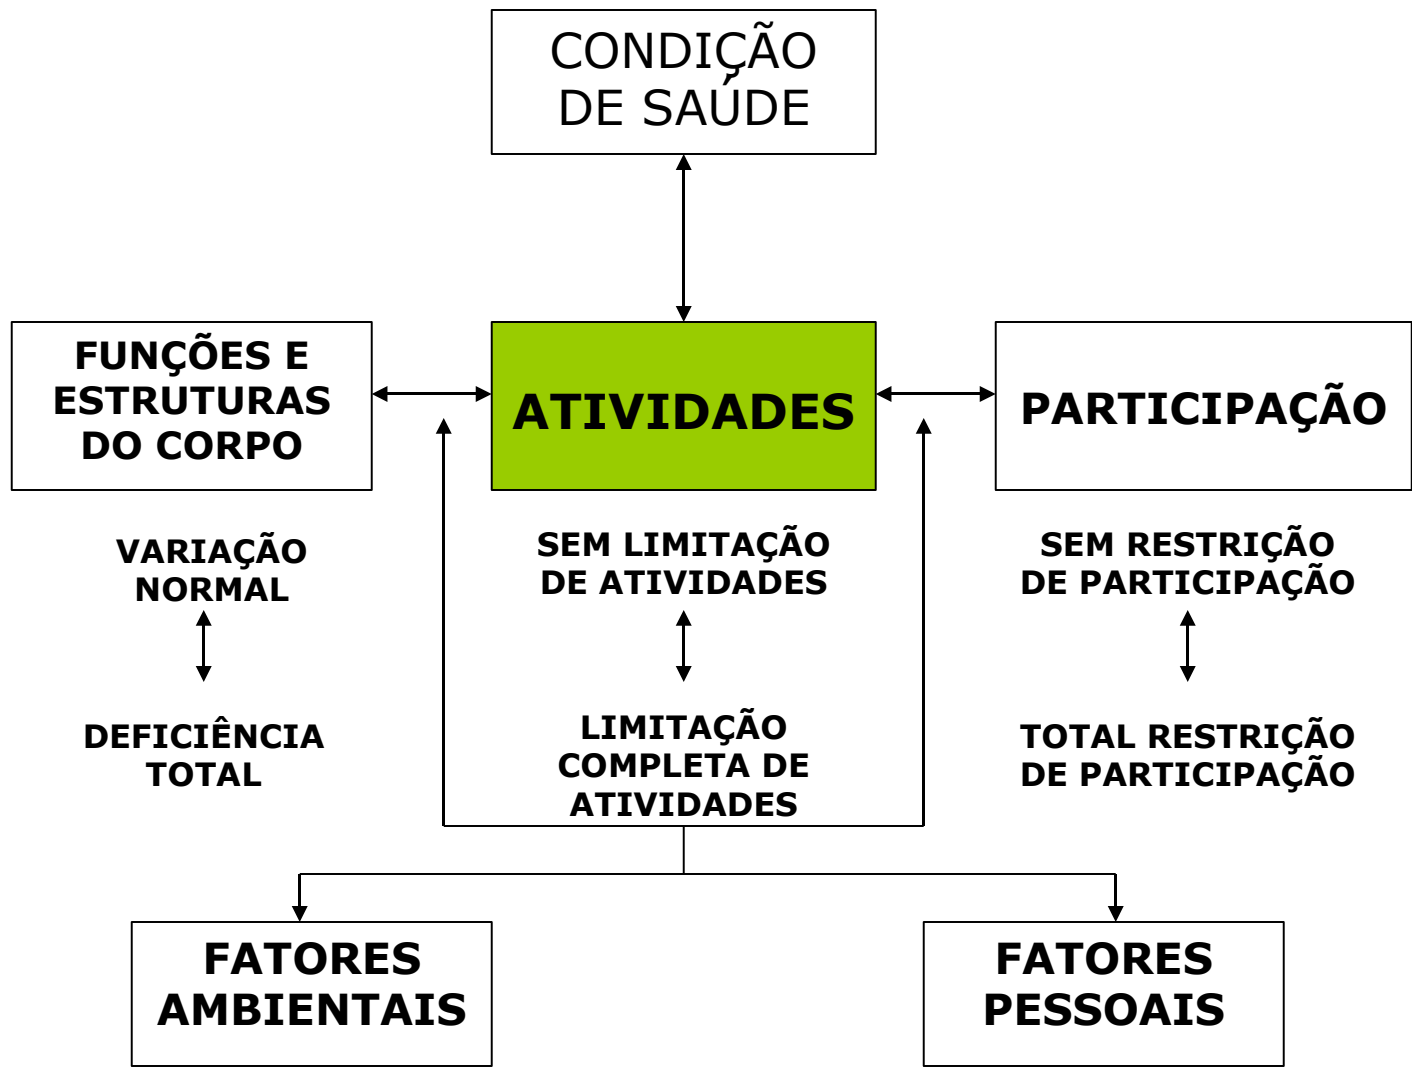 CONDIÇÃO
DE SAÚDE
FUNÇÕES E
ESTRUTURAS
DO CORPO
ATIVIDADES
PARTICIPAÇÃO
VARIAÇÃO
NORMAL
SEM LIMITAÇÃO
DE ATIVIDADES
SEM RESTRIÇÃO
DE PARTICIPAÇÃO
DEFICIÊNCIA
TOTAL
LIMITAÇÃO
COMPLETA DE
ATIVIDADES
TOTAL RESTRIÇÃO
DE PARTICIPAÇÃO
FATORES
AMBIENTAIS
FATORES
PESSOAIS